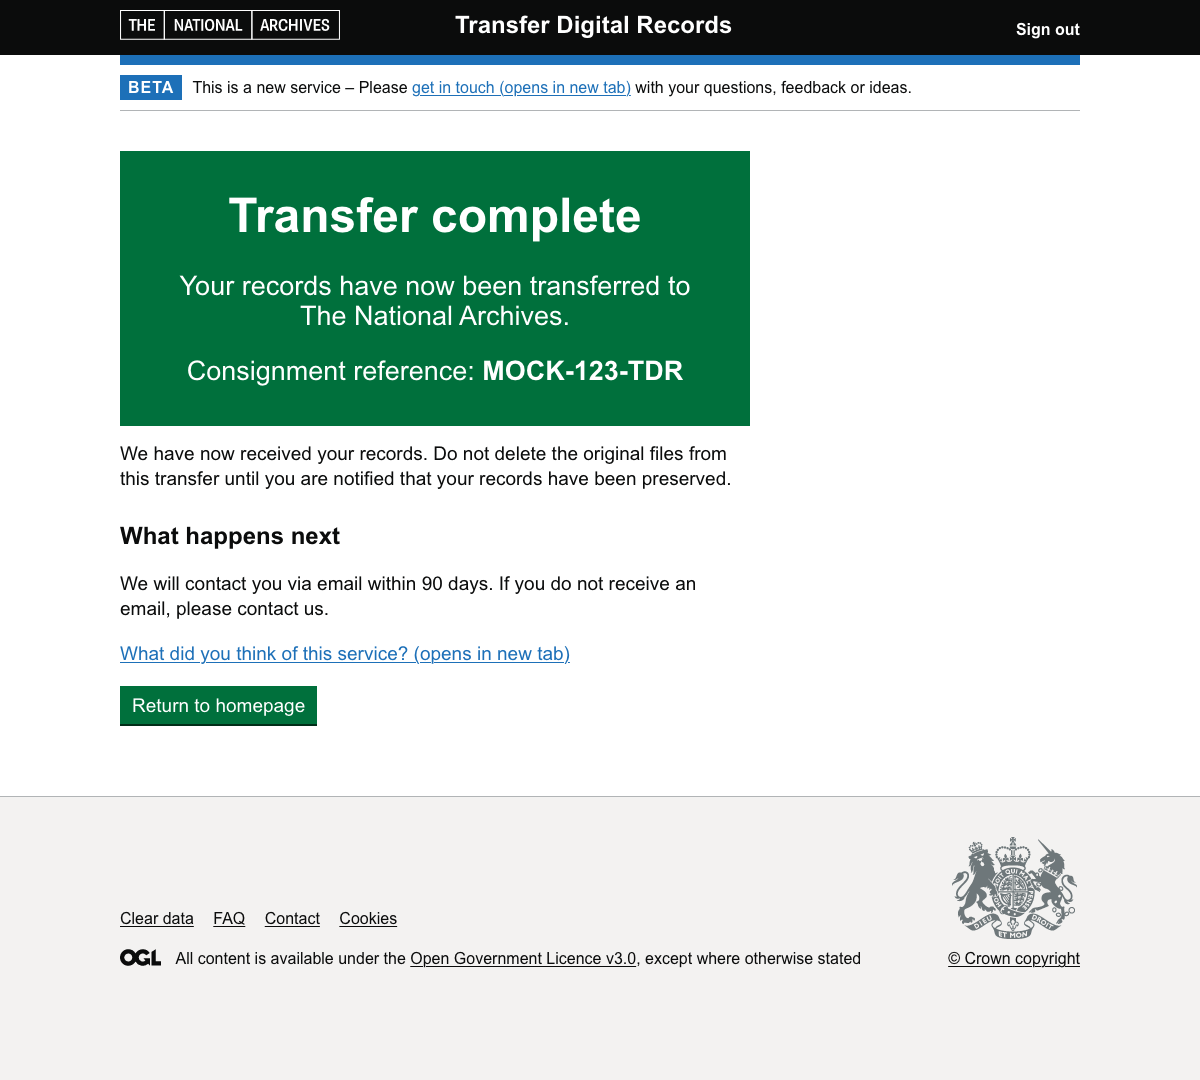 THE NATIONAL ARCHIVES
Transfer Digital Records
Sign out
BETA This is a new service – Please get in touch (opens in new tab) with your questions, feedback or ideas.
Transfer complete
Your records have now been transferred to
The National Archives.
Consignment reference: MOCK-123-TDR
We have now received your records. Do not delete the original files from
this transfer until you are notified that your records have been preserved.
What happens next
We will contact you via email within 90 days. If you do not receive an
email, please contact us.
What did you think of this service? (opens in new tab)
Return to homepage
Clear data FAQ Contact Cookies
DIEU ET MON DROIT
OGL All content is available under the Open Government Licence v3.0, except where otherwise stated
© Crown copyright